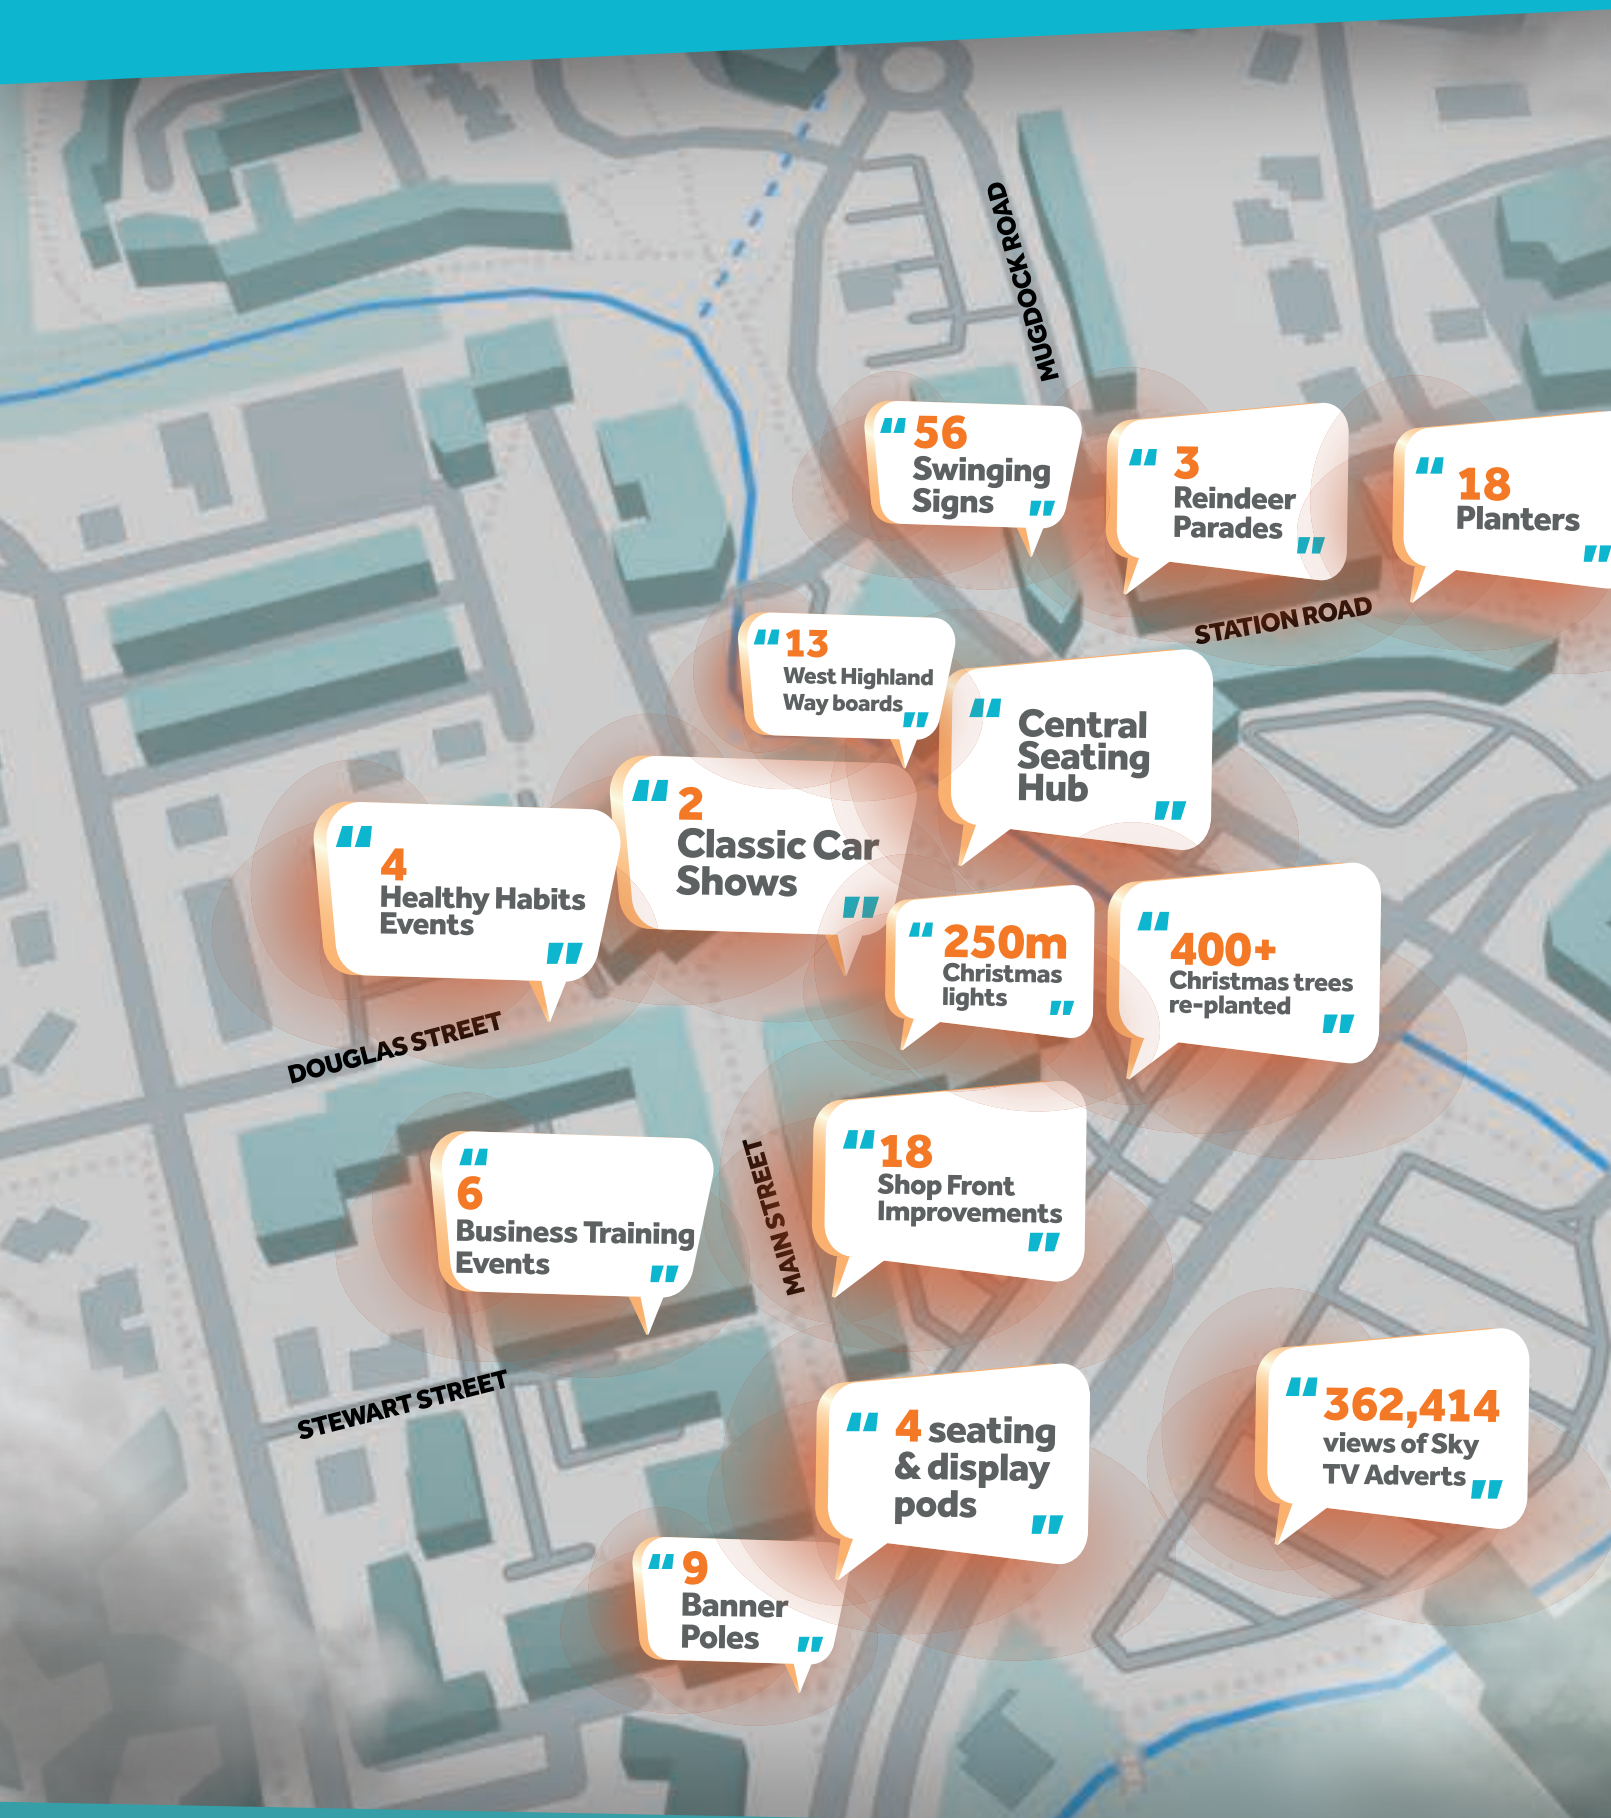 MUGDOCK ROAD
“ 56
Swinging
Signs ”
“ 3
Reindeer
Parades ”
“ 18
Planters ”
STATION ROAD
“ 13
West Highland
Way boards ”
“ Central
Seating
Hub ”
“ 2
Classic Car
Shows ”
“ 4
Healthy Habits
Events ”
“ 250m
Christmas
lights ”
“ 400+
Christmas trees
re-planted ”
DOUGLAS STREET
“ 6
Business Training
Events ”
MAIN STREET
“ 18
Shop Front
Improvements ”
STEWART STREET
“ 362,414
views of Sky
TV Adverts ”
“ 4 seating
& display
pods ”
“ 9
Banner
Poles ”